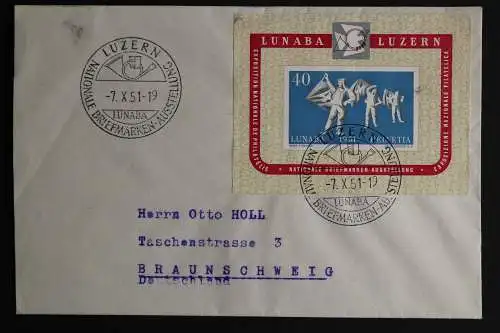 LUZERN
NATIONALE BRIEFMARKEN-AUSSTELLUNG
-7.X.51-19
LUNABA
LUNABA LUZERN
EXPOSITION NATIONALE DE PHILATELIE
ESPOSIZIONE NAZIONALE FILATELICA
40
LUNABA 1951 HELVETIA
NATIONALE BRIEFMARKEN-AUSSTELLUNG
LUZERN
NATIONALE BRIEFMARKEN-AUSSTELLUNG
-7.X.51-19
LUNABA
Herrn Otto HOLL
Taschenstrasse 3
BRAUNSCHWEIG
Deutschland